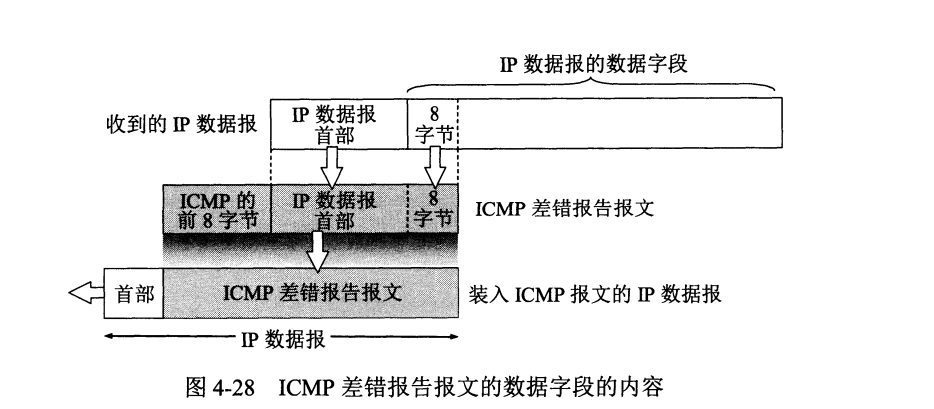 IP 数据报的数据字段
收到的 IP 数据报
IP 数据报
首部
8
字节
ICMP 的
前 8 字节
IP 数据报
首部
8
字节
ICMP 差错报告报文
首部
ICMP 差错报告报文
装入 ICMP 报文的 IP 数据报
IP 数据报
图 4-28 ICMP 差错报告报文的数据字段的内容